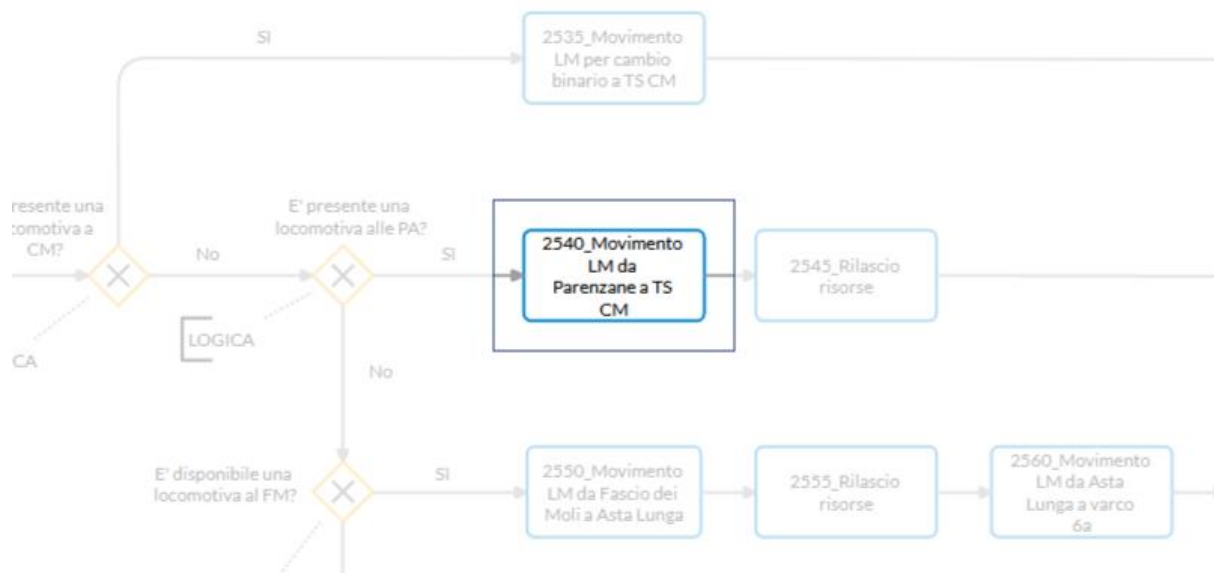 SI
2535_Movimento
LM per cambio
binario a TS CM
resente una
comotiva a
CM?
No
E' presente una
locomotiva alle PA?
SI
2540_Movimento
LM da
Parenzane a TS
CM
2545_Rilascio
risorse
LOGICA
CA
No
E' disponibile una
locomotiva al FM?
SI
2550_Movimento
LM da Fascio dei
Moli a Asta Lunga
2555_Rilascio
risorse
2560_Movimento
LM da Asta
Lunga a varco
6a